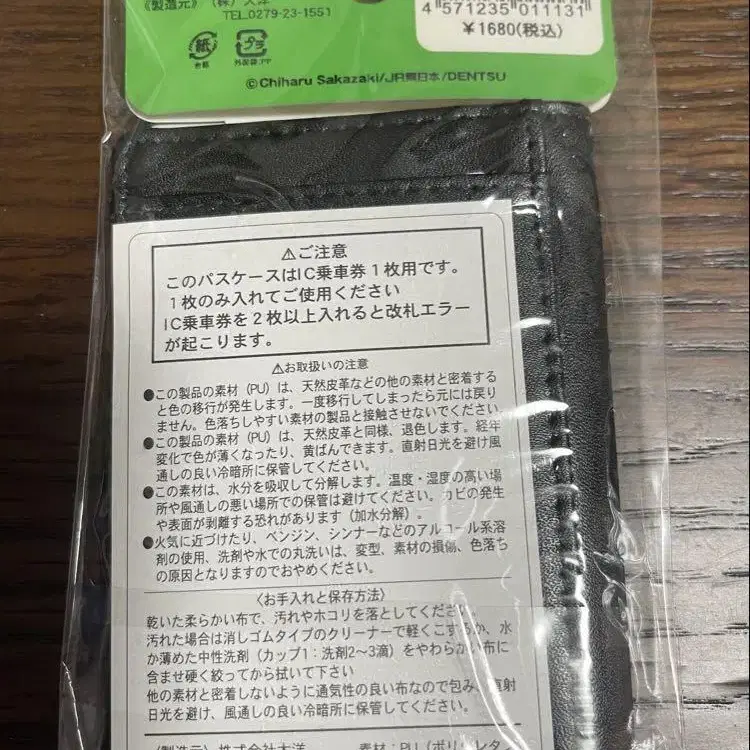 《製造元》(株)大洋
TEL.0279-23-1551
4 571235 011131
￥1680(税込)
紙
台紙
プラ
外袋:PP
©Chiharu Sakazaki/JR東日本/DENTSU
⚠ご注意
このパスケースはIC乗車券1枚用です。
1枚のみ入れてご使用ください
IC乗車券を2枚以上入れると改札エラー
が起こります。
⚠お取扱いの注意
●この製品の素材(PU)は、天然皮革などの他の素材と密着する
と色の移行が発生します。一度移行してしまったら元には戻り
ません。色落ちしやすい素材の製品と接触させないでください。
●この製品の素材(PU)は、天然皮革と同様、退色します。経年
変化で色が薄くなったり、黄ばんできます。直射日光を避け風
通しの良い冷暗所に保管してください。
●この素材は、水分を吸収して分解します。温度・湿度の高い場
所や風通しの悪い場所での保管は避けてください。カビの発生
や表面が剥離する恐れがあります(加水分解)。
●火気に近づけたり、ベンジン、シンナーなどのアルコール系溶
剤の使用、洗剤や水での丸洗いは、変型、素材の損傷、色落ち
の原因となりますのでおやめください。
〈お手入れと保存方法〉
乾いた柔らかい布で、汚れやホコリを落としてください。
汚れた場合は消しゴムタイプのクリーナーで軽くこするか、水
か薄めた中性洗剤(カップ1:洗剤2〜3滴)をやわらかい布に
含ませ硬く絞ってから拭いて下さい
他の素材と密着しないように通気性の良い布なので包み、直射
日光を避け、風通しの良い冷暗所に保管してください。
《製造元》株式会社大洋 素材:PU(ポリウレタ